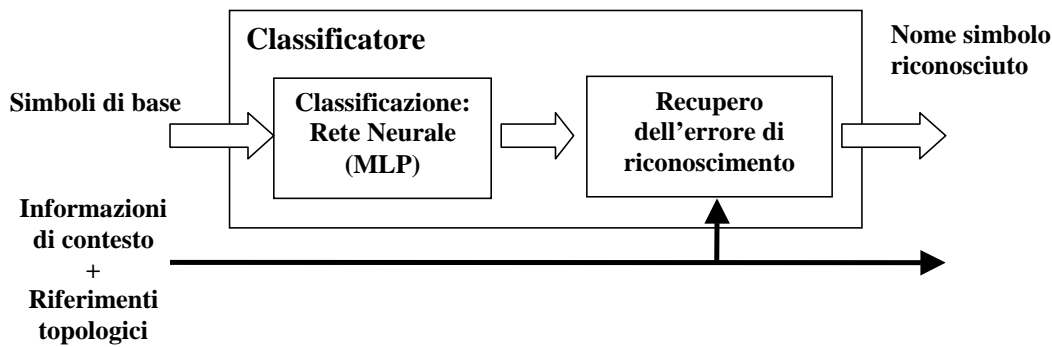 Classificatore
Nome simbolo
riconosciuto
Simboli di base
Classificazione:
Rete Neurale
(MLP)
Recupero
dell’errore di
riconoscimento
Informazioni
di contesto
+
Riferimenti
topologici